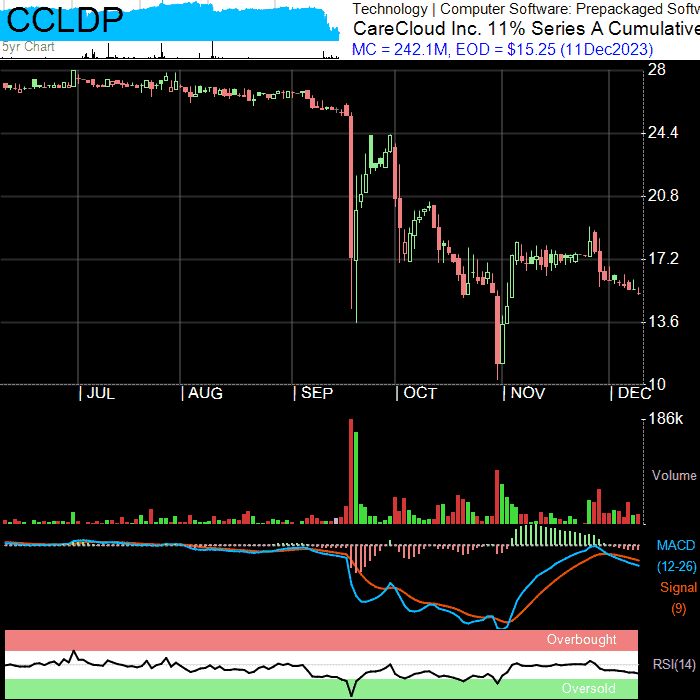 CCLDP
5yr Chart
Technology | Computer Software: Prepackaged Softw
CareCloud Inc. 11% Series A Cumulative
MC = 242.1M, EOD = $15.25 (11Dec2023)
28
24.4
20.8
17.2
13.6
10
| JUL | AUG | SEP | OCT | NOV | DEC
186k
Volume
MACD
(12-26)
Signal
(9)
Overbought
RSI(14)
Oversold